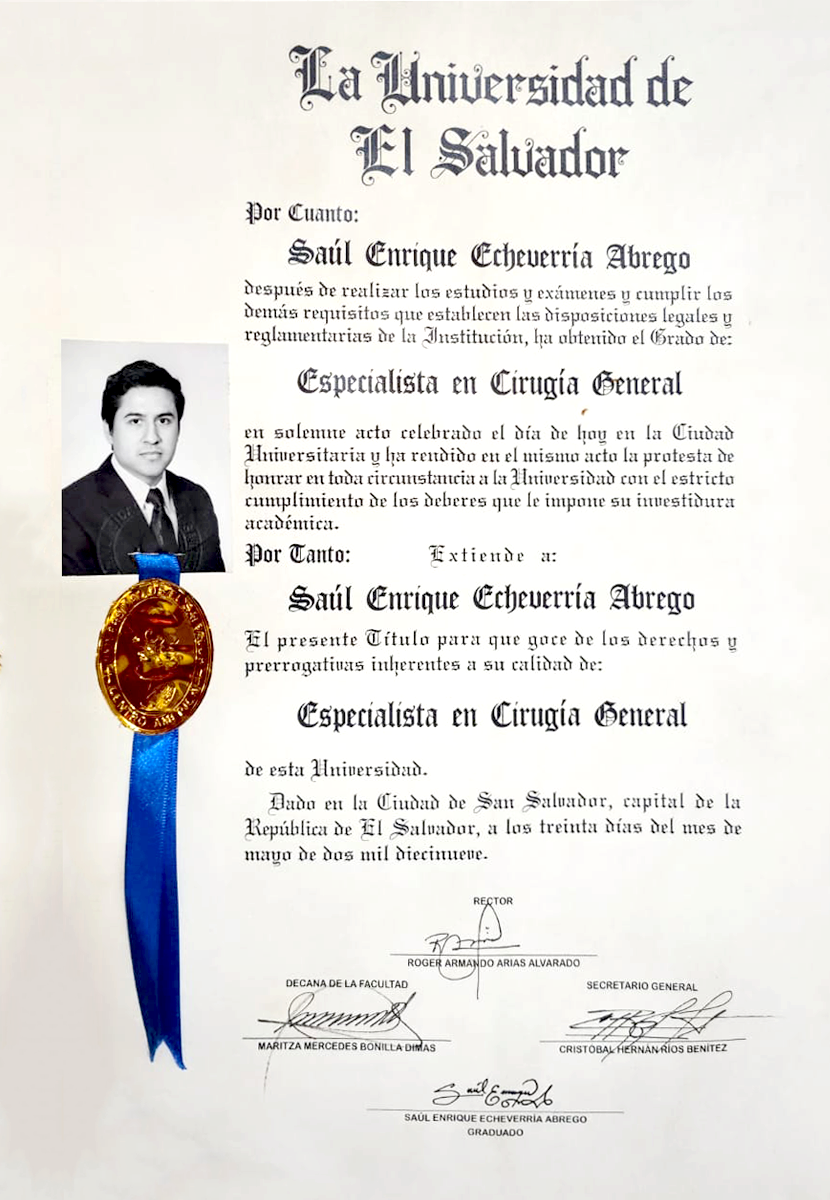 La Universidad de
El Salvador
Por Cuanto:
Saúl Enrique Echeverría Abrego
después de realizar los estudios y exámenes y cumplir los
demás requisitos que establecen las disposiciones legales y
reglamentarias de la Institución, ha obtenido el Grado de:
Especialista en Cirugía General
en solemne acto celebrado el día de hoy en la Ciudad
Universitaria y ha rendido en el mismo acto la protesta de
honrar en toda circunstancia a la Universidad con el estricto
cumplimiento de los deberes que le impone su investidura
académica.
Por Tanto: Extiende a:
Saúl Enrique Echeverría Abrego
El presente Título para que goce de los derechos y
prerrogativas inherentes a su calidad de:
Especialista en Cirugía General
de esta Universidad.
Dado en la Ciudad de San Salvador, capital de la
República de El Salvador, a los treinta días del mes de
mayo de dos mil diecinueve.
RECTOR
ROGER ARMANDO ARIAS ALVARADO
DECANA DE LA FACULTAD
MARITZA MERCEDES BONILLA DIMAS
SECRETARIO GENERAL
CRISTÓBAL HERNÁN RÍOS BENÍTEZ
SAÚL ENRIQUE ECHEVERRÍA ABREGO
GRADUADO